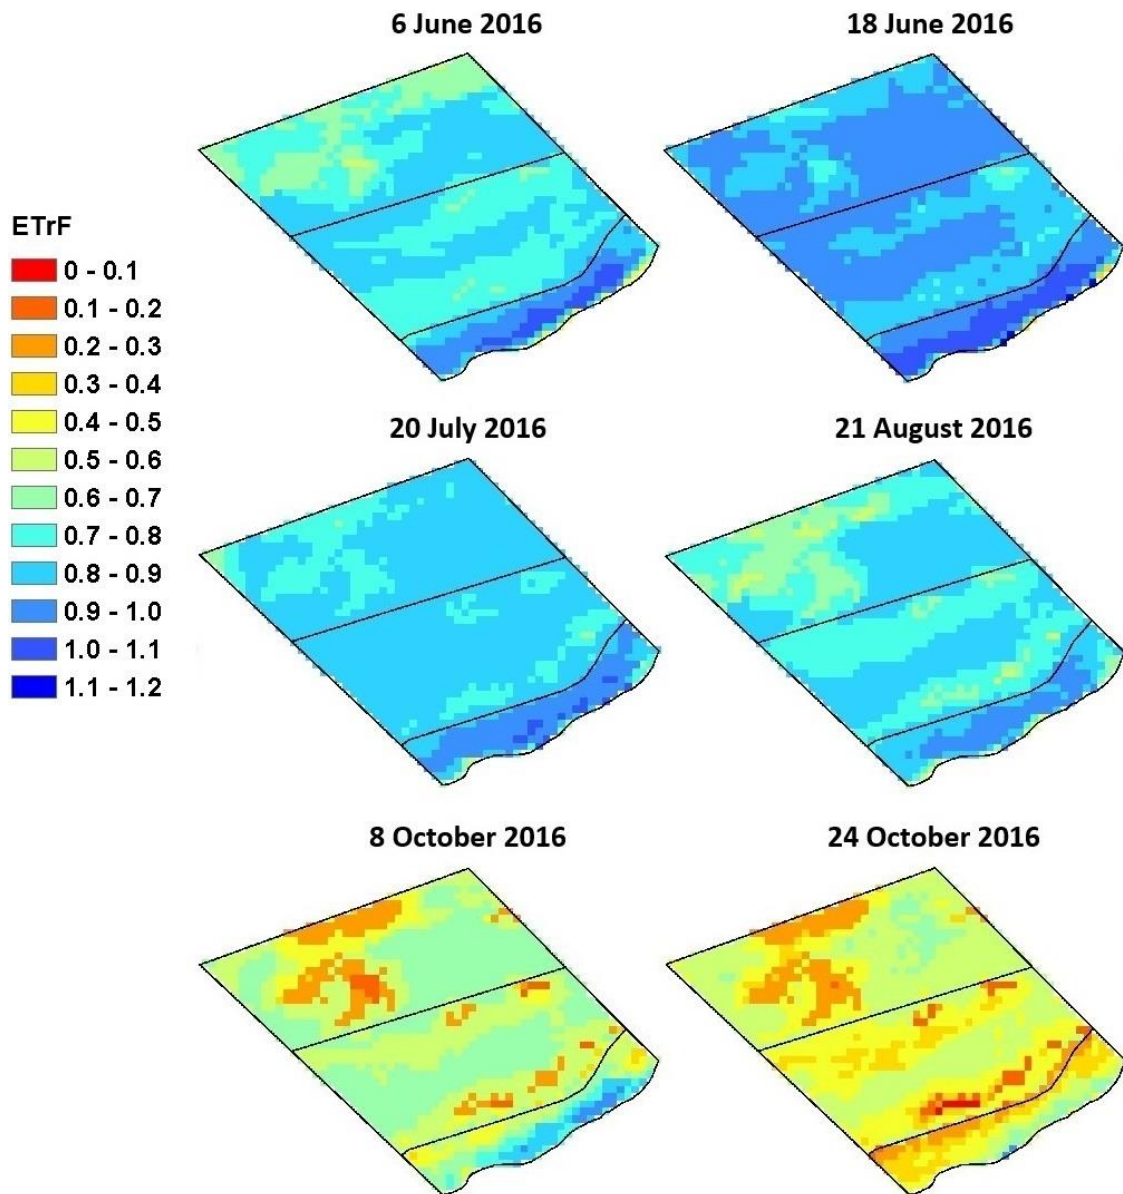 6 June 2016
18 June 2016
ETrF
0 - 0.1
0.1 - 0.2
0.2 - 0.3
0.3 - 0.4
0.4 - 0.5
0.5 - 0.6
0.6 - 0.7
0.7 - 0.8
0.8 - 0.9
0.9 - 1.0
1.0 - 1.1
1.1 - 1.2
20 July 2016
21 August 2016
8 October 2016
24 October 2016